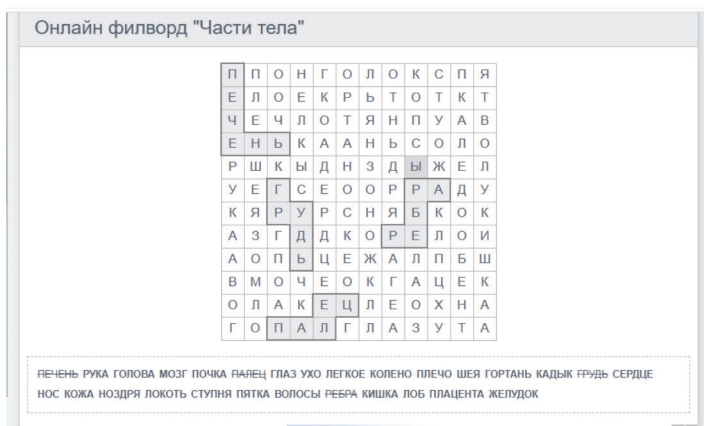 Онлайн филворд "Части тела"
П П О Н Г О Л О К С П Я
Е Л О Е К Р Ь Т О Т К Т
Ч Е Ч Л О Т Я Н П У А В
Е Н Ь К А А Н Ь С О Л О
Р Ш К Ы Д Н З Д Ы Ж Е Л
У Е Г С Е О О Р Р А Д У
К Я Р У Р С Н Я Б К О К
А З Г Д Д К О Р Е Л О И
А О П Ь Ц Е Ж А Л П Б Ш
В М О Ч Е О К Г А Ц Е К
О Л А К Е Ц Л Е О Х Н А
Г О П А Л Г Л А З У Т А
ПЕЧЕНЬ РУКА ГОЛОВА МОЗГ ПОЧКА ПАЛЕЦ ГЛАЗ УХО ЛЕГКОЕ КОЛЕНО ПЛЕЧО ШЕЯ ГОРТАНЬ КАДЫК ГРУДЬ СЕРДЦЕ
НОС КОЖА НОЗДРЯ ЛОКОТЬ СТУПНЯ ПЯТКА ВОЛОСЫ РЕБРА КИШКА ЛОБ ПЛАЦЕНТА ЖЕЛУДОК